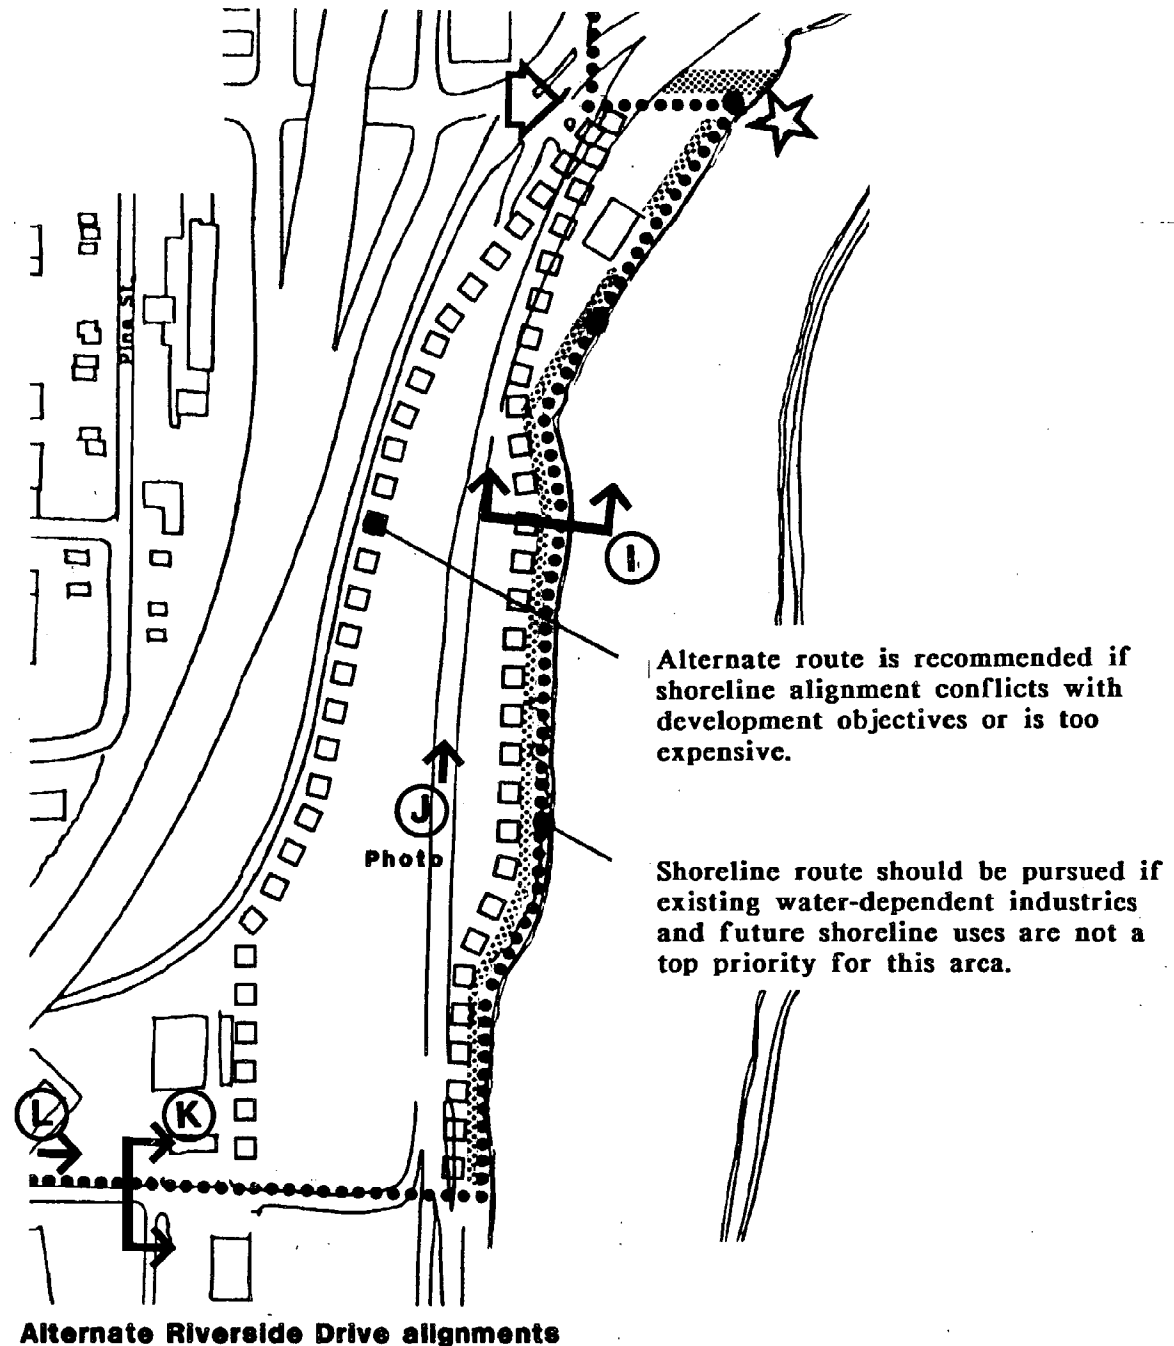 Pine St.
I
Alternate route is recommended if
shoreline alignment conflicts with
development objectives or is too
expensive.
J
Photo
Shoreline route should be pursued if
existing water-dependent industries
and future shoreline uses are not a
top priority for this area.
L
K
Alternate Riverside Drive alignments